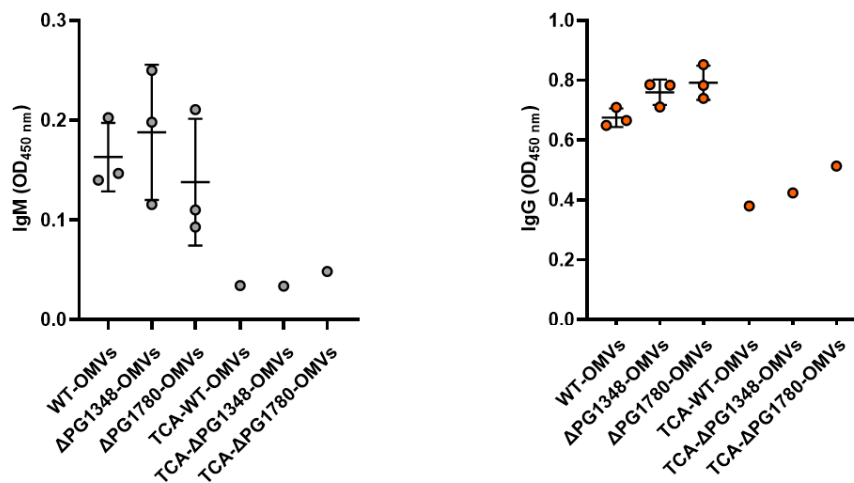 0.3
0.2
0.1
0.0
IgM (OD450 nm)
WT-OMVs
ΔPG1348-OMVs
ΔPG1780-OMVs
TCA-WT-OMVs
TCA-ΔPG1348-OMVs
TCA-ΔPG1780-OMVs
1.0
0.8
0.6
0.4
0.2
0.0
IgG (OD450 nm)
WT-OMVs
ΔPG1348-OMVs
ΔPG1780-OMVs
TCA-WT-OMVs
TCA-ΔPG1348-OMVs
TCA-ΔPG1780-OMVs